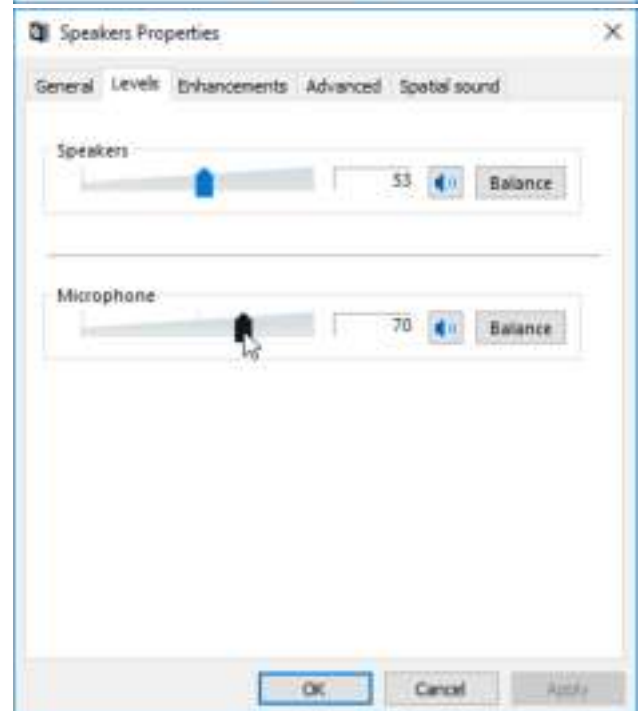 Speakers Properties
General Levels Enhancements Advanced Spatial sound
Speakers
53 Balance
Microphone
70 Balance
OK Cancel Apply